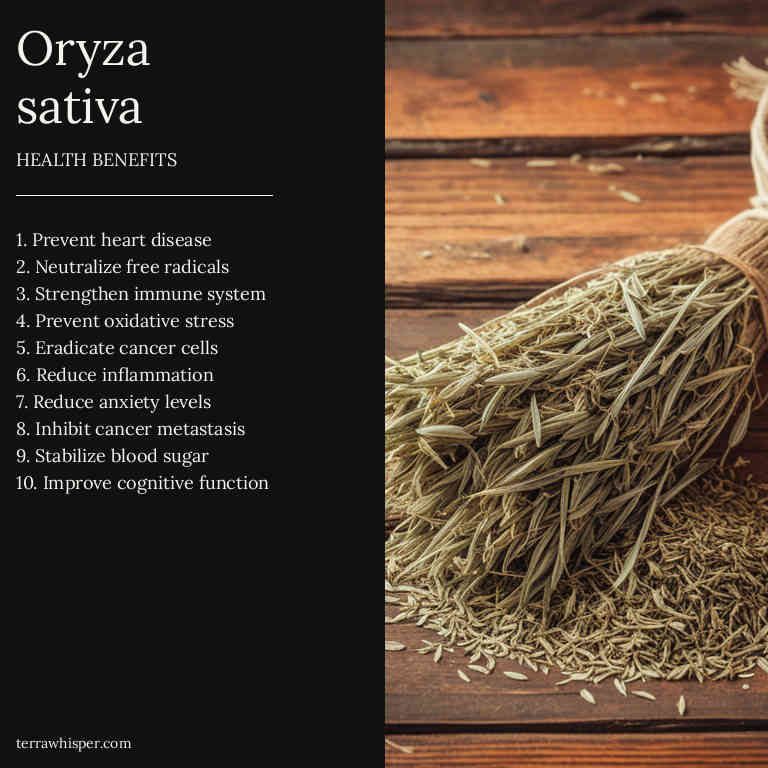 Oryza
sativa
HEALTH BENEFITS
1. Prevent heart disease
2. Neutralize free radicals
3. Strengthen immune system
4. Prevent oxidative stress
5. Eradicate cancer cells
6. Reduce inflammation
7. Reduce anxiety levels
8. Inhibit cancer metastasis
9. Stabilize blood sugar
10. Improve cognitive function
terrawhisper.com